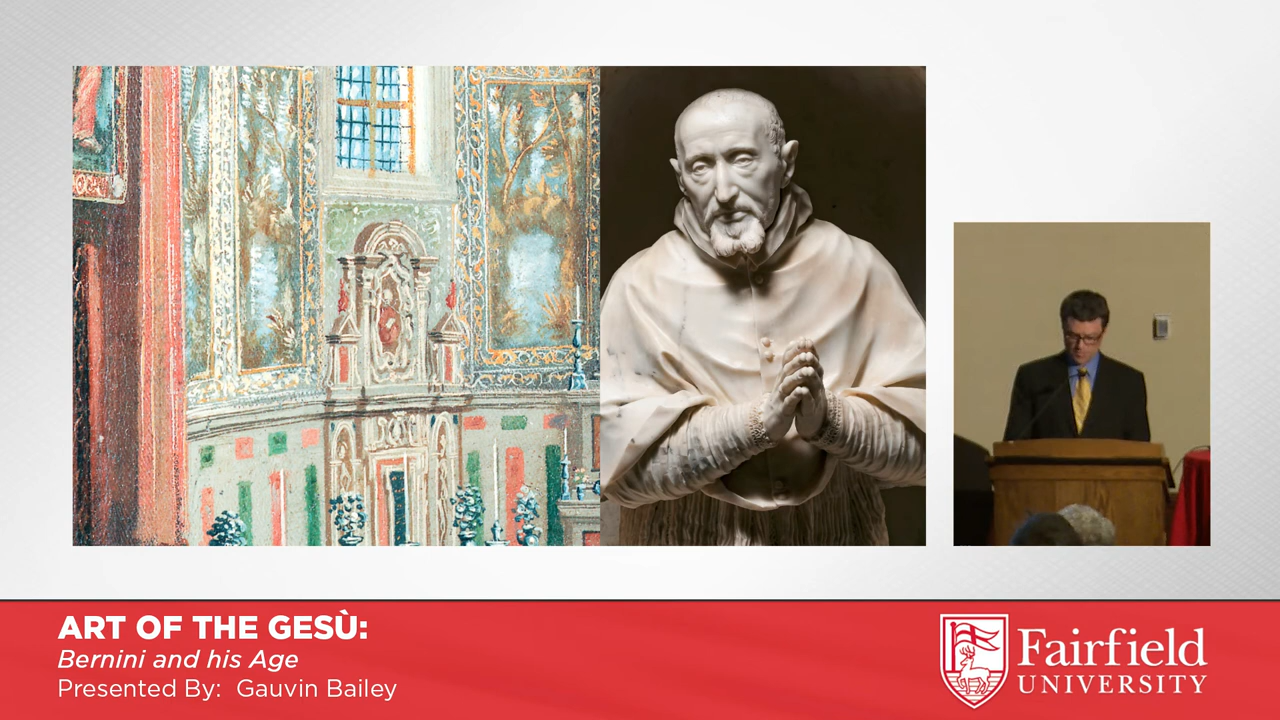 ART OF THE GESÙ:
Bernini and his Age
Presented By: Gauvin Bailey
Fairfield
UNIVERSITY